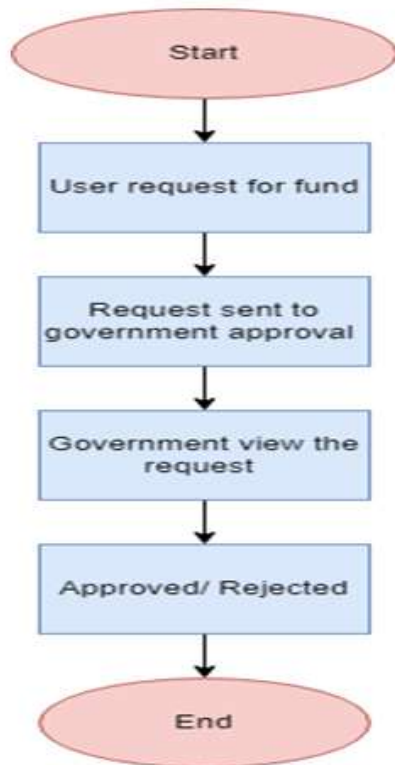 Start
User request for fund
Request sent to
government approval
Government view the
request
Approved/ Rejected
End